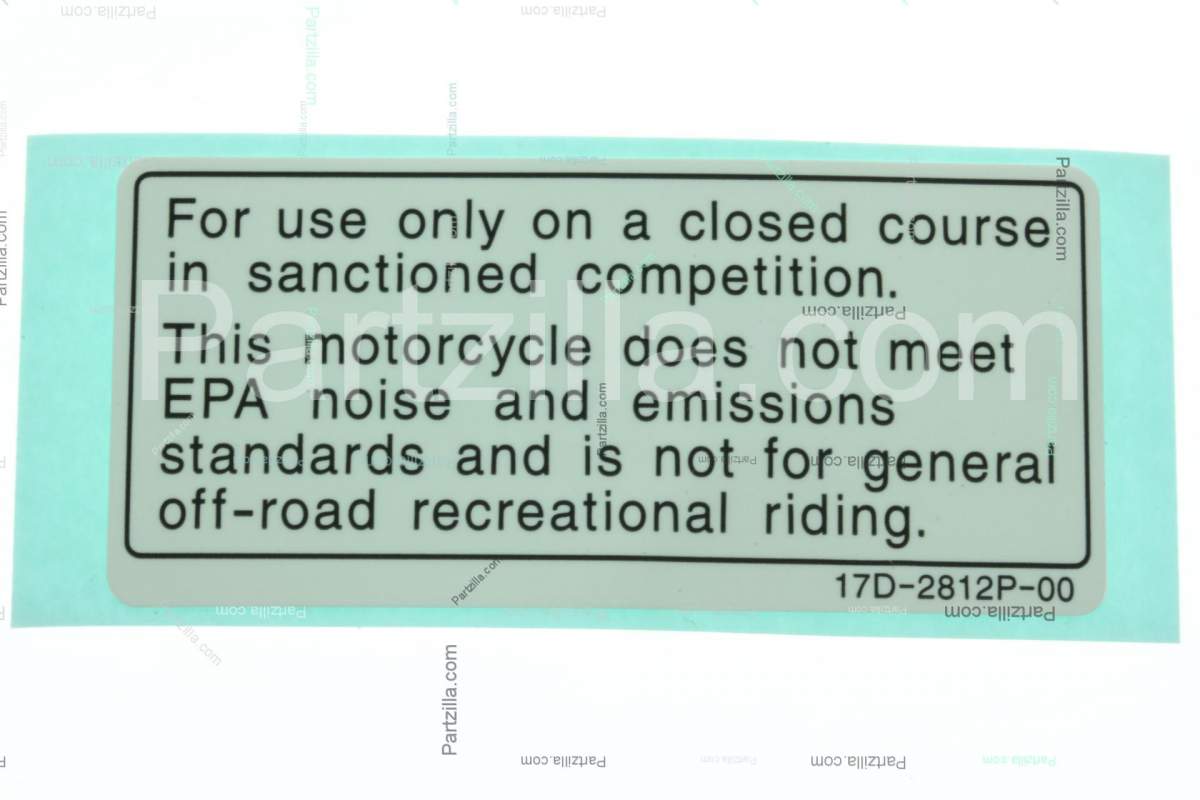 For use only on a closed course
in sanctioned competition.
This motorcycle does not meet
EPA noise and emissions
standards and is not for general
off-road recreational riding.
17D-2812P-00
Partzilla.com